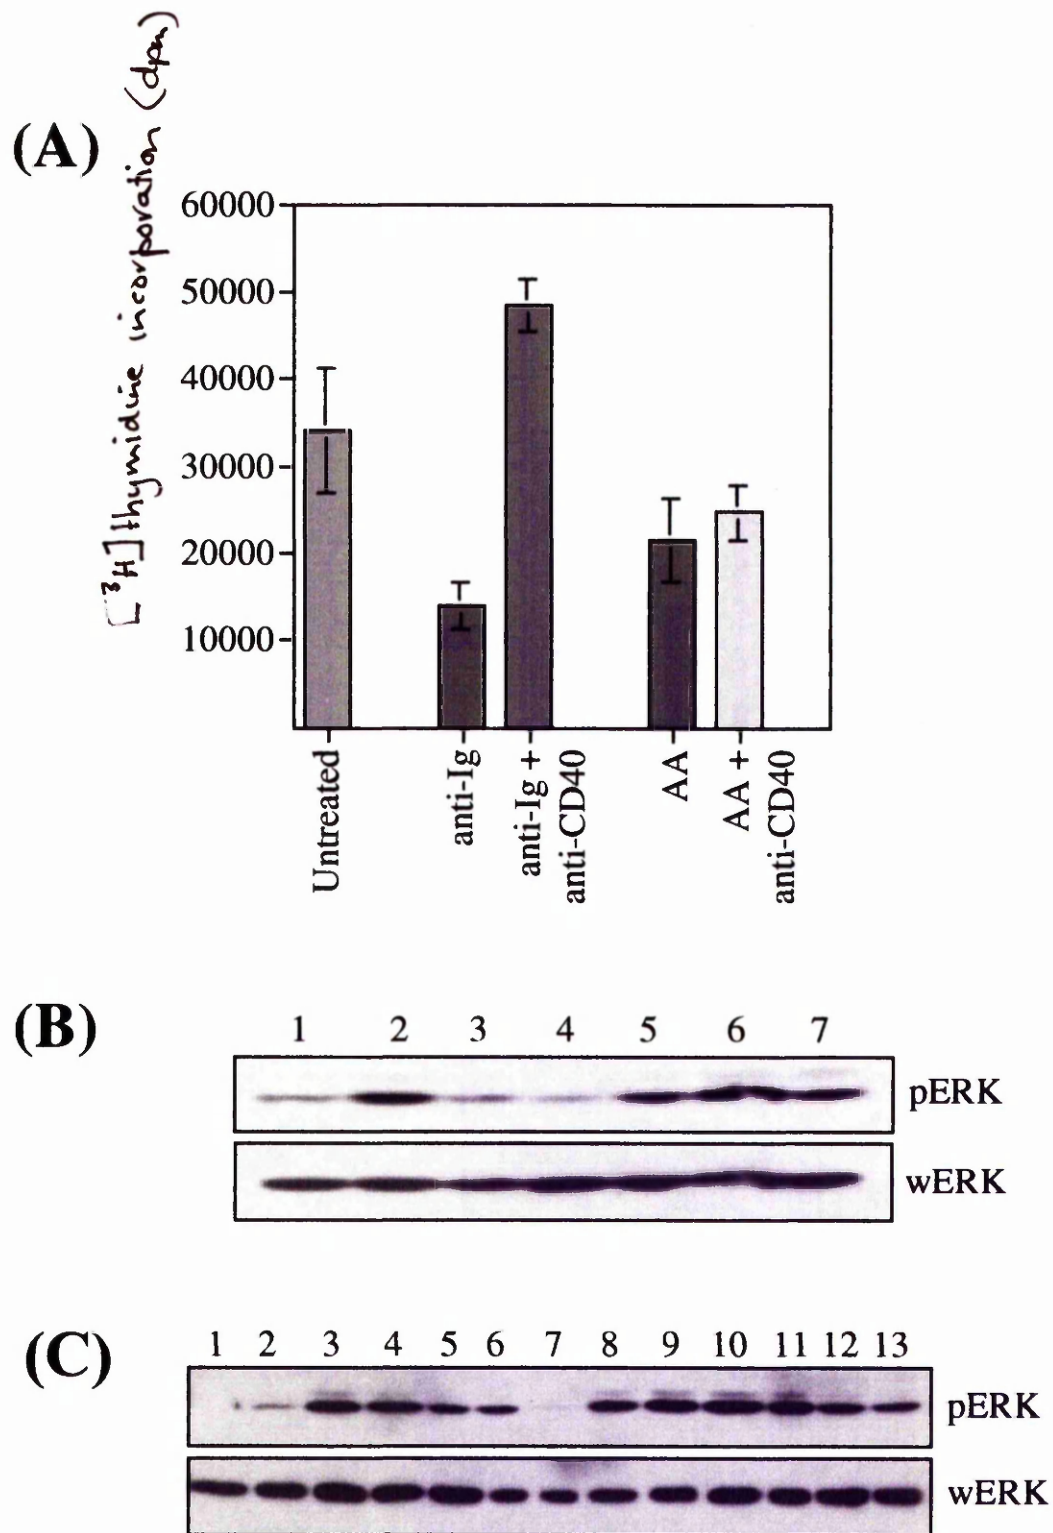 (A)
[³H]thymidine incorporation (dpm)
60000
50000
40000
30000
20000
10000
Untreated
anti-Ig
anti-Ig +
anti-CD40
AA
AA +
anti-CD40
(B)
1 2 3 4 5 6 7
pERK
wERK
(C)
1 2 3 4 5 6 7 8 9 10 11 12 13
pERK
wERK